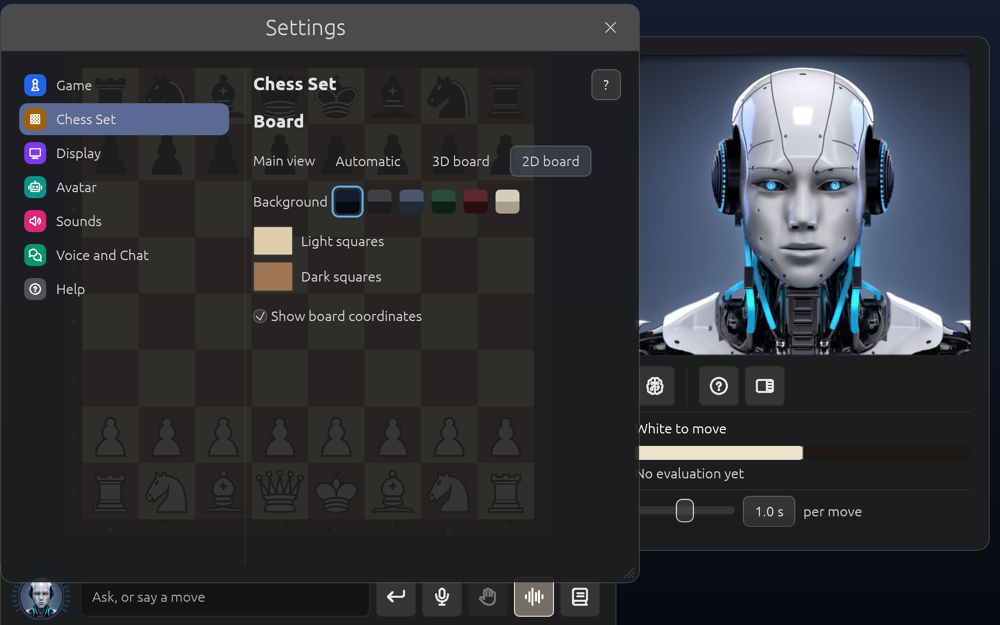 Settings
Game
Chess Set
Display
Avatar
Sounds
Voice and Chat
Help
Chess Set
?
Board
Main view Automatic 3D board 2D board
Background
Light squares
Dark squares
Show board coordinates
White to move
No evaluation yet
1.0 s per move
Ask, or say a move